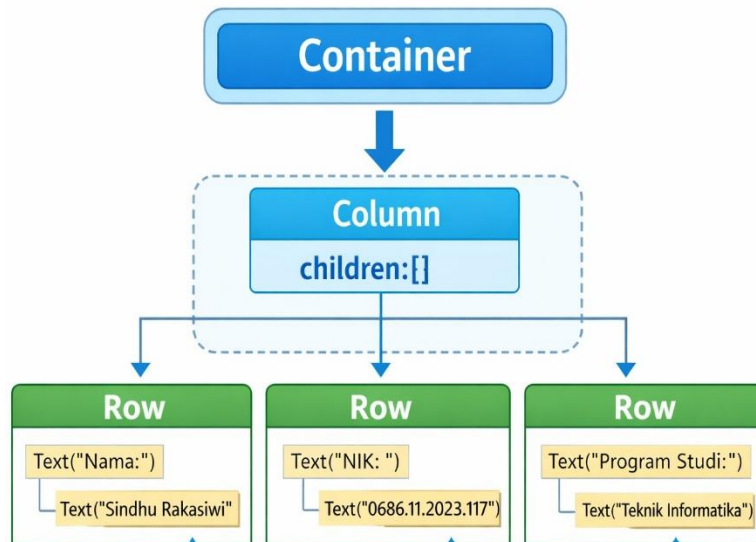 Container
Column
children:[]
Row
Text("Nama:")
Text("Sindhu Rakasiwi"
Row
Text("NIK: ")
Text("0686.11.2023.117")
Row
Text("Program Studi:")
Text("Teknik Informatika")